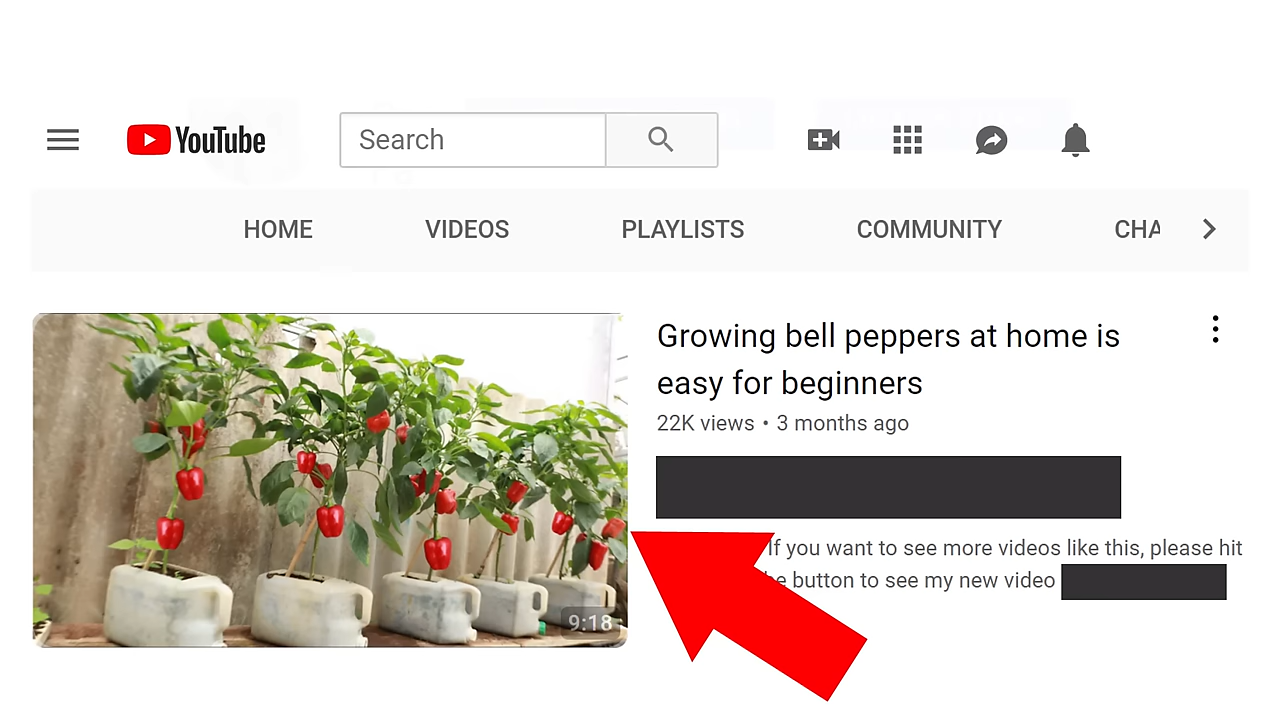 YouTube
Search
HOME VIDEOS PLAYLISTS COMMUNITY
Growing bell peppers at home is
easy for beginners
22K views • 3 months ago
If you want to see more videos like this, please hit
button to see my new video
9:18